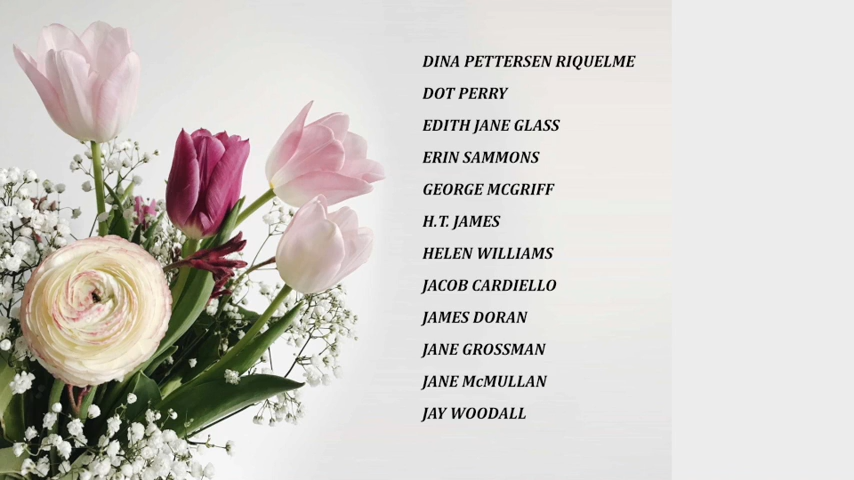 DINA PETTERSEN RIQUELME
DOT PERRY
EDITH JANE GLASS
ERIN SAMMONS
GEORGE MCGRIFF
H.T. JAMES
HELEN WILLIAMS
JACOB CARDIELLO
JAMES DORAN
JANE GROSSMAN
JANE McMULLAN
JAY WOODALL